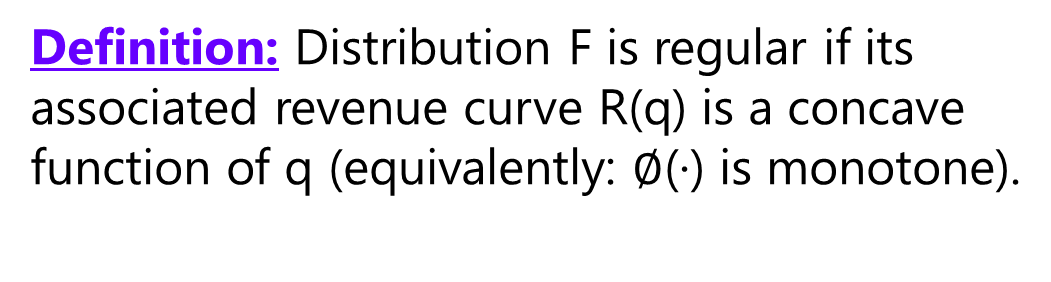 Definition: Distribution F is regular if its
associated revenue curve R(q) is a concave
function of q (equivalently: ∅(·) is monotone).